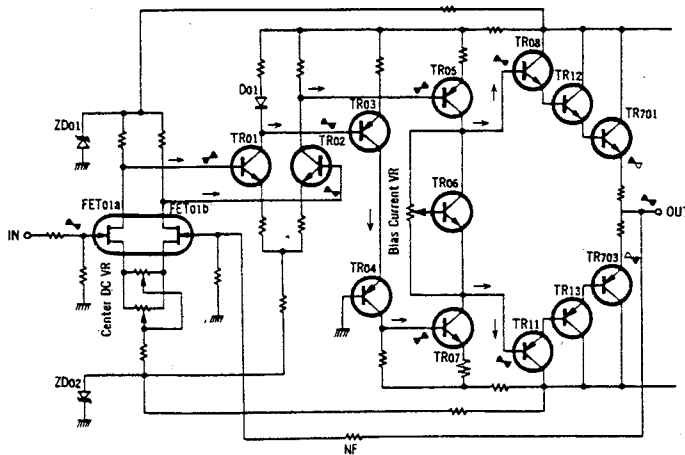 TR08
TR05
TR12
D01
TR03
TR701
ZD01
TR01
TR02
FET01a
FET01b
TR06
Bias Current VR
IN
OUT
Center DC VR
TR04
TR703
TR13
TR07
TR11
ZD02
NF